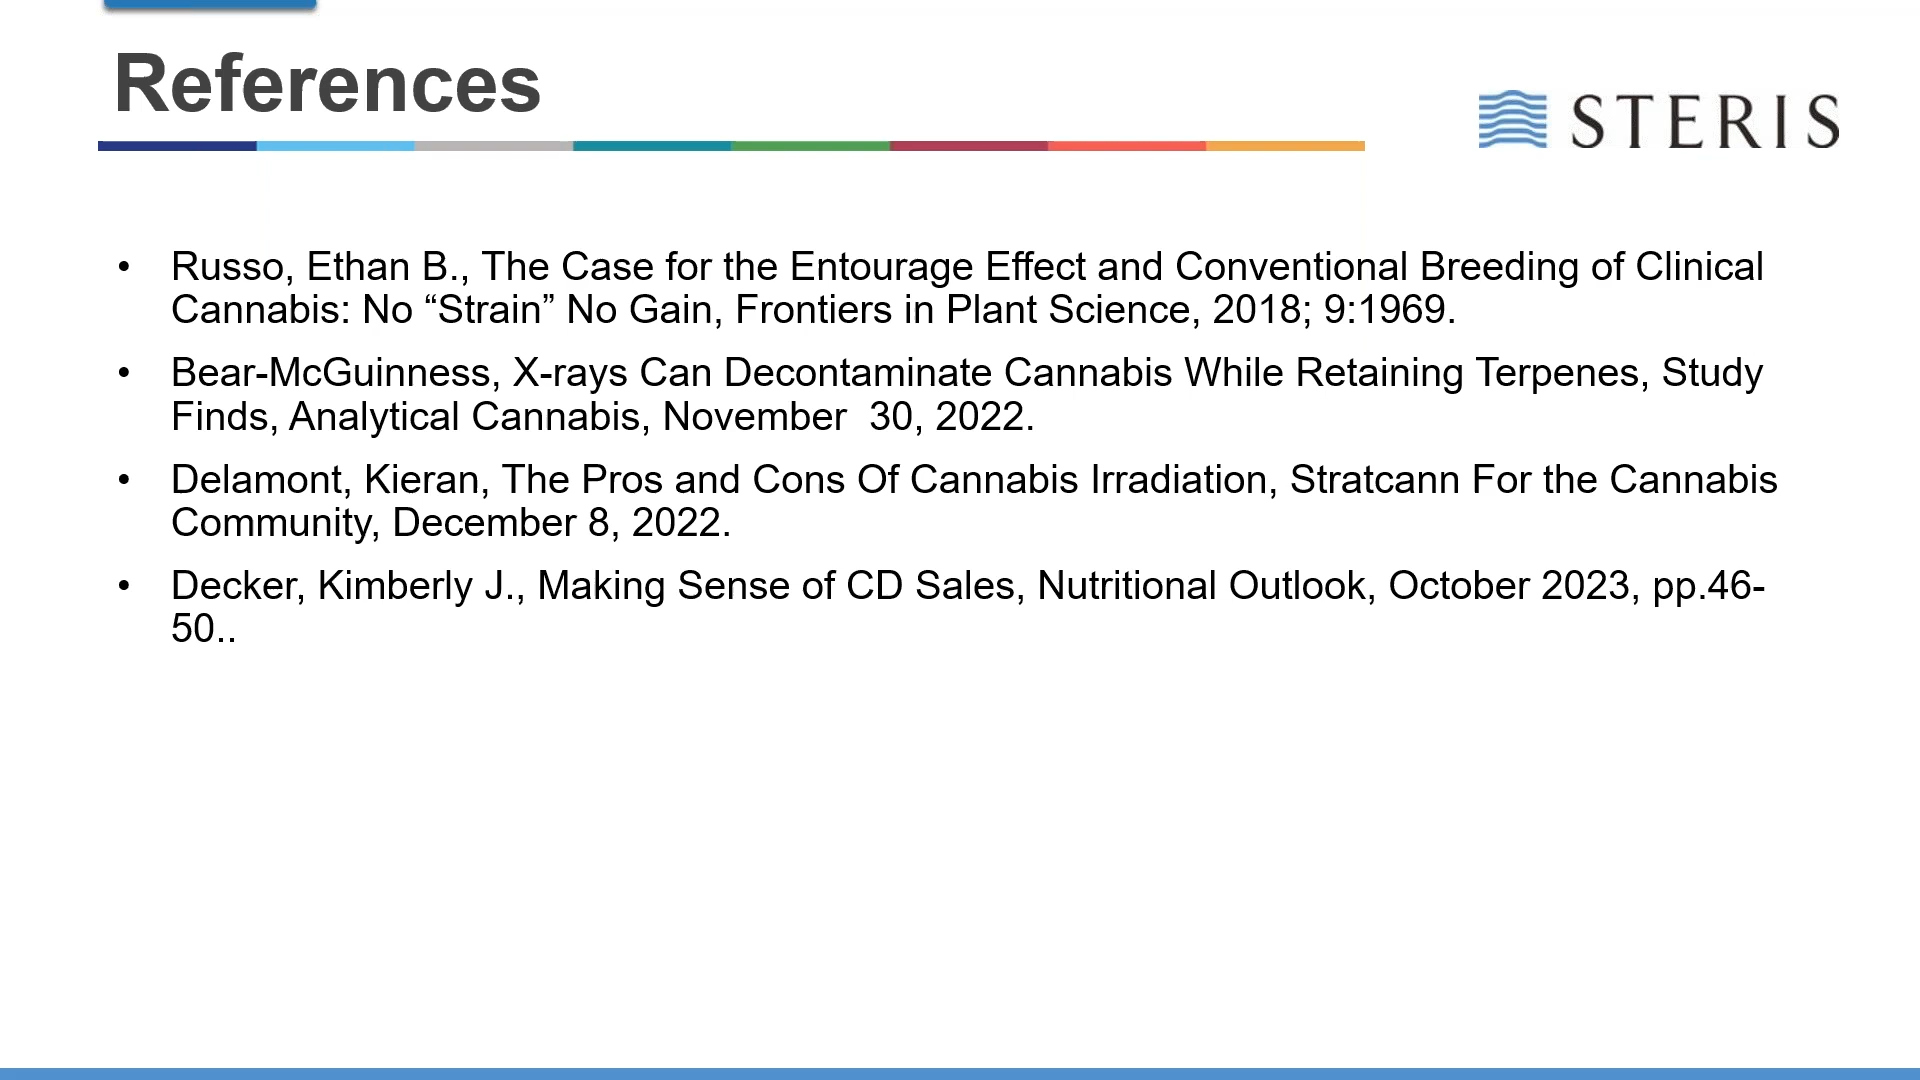 References
STERIS
• Russo, Ethan B., The Case for the Entourage Effect and Conventional Breeding of Clinical
Cannabis: No “Strain” No Gain, Frontiers in Plant Science, 2018; 9:1969.
• Bear-McGuinness, X-rays Can Decontaminate Cannabis While Retaining Terpenes, Study
Finds, Analytical Cannabis, November  30, 2022.
• Delamont, Kieran, The Pros and Cons Of Cannabis Irradiation, Stratcann For the Cannabis
Community, December 8, 2022.
• Decker, Kimberly J., Making Sense of CD Sales, Nutritional Outlook, October 2023, pp.46-
50..